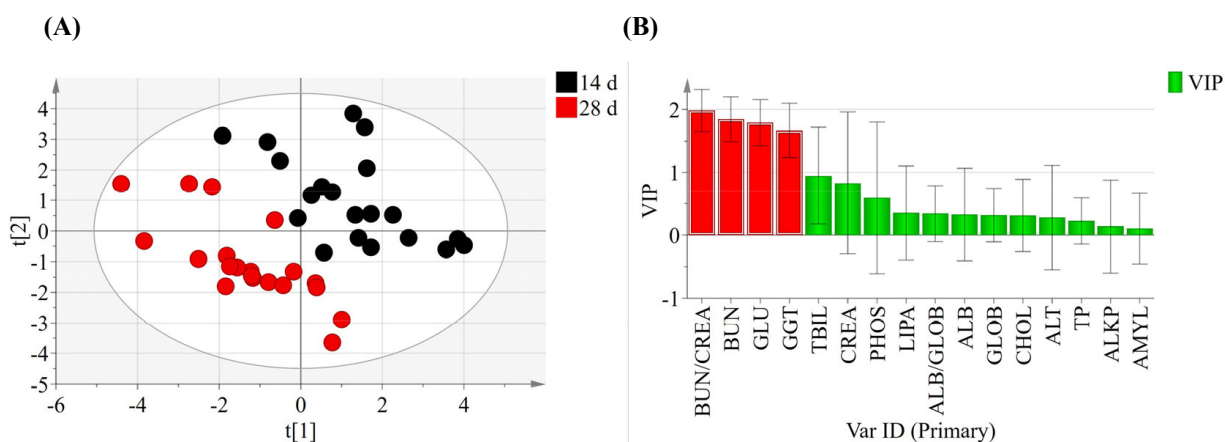 (A)
(B)
14 d
28 d
4
3
2
1
0
-1
-2
-3
-4
-5
t[2]
-6
-4
-2
0
2
4
t[1]
VIP
2
1
0
-1
VIP
BUN/CREA
BUN
GLU
GGT
TBIL
CREA
PHOS
LIPA
ALB/GLOB
ALB
GLOB
CHOL
ALT
TP
ALKP
AMYL
Var ID (Primary)